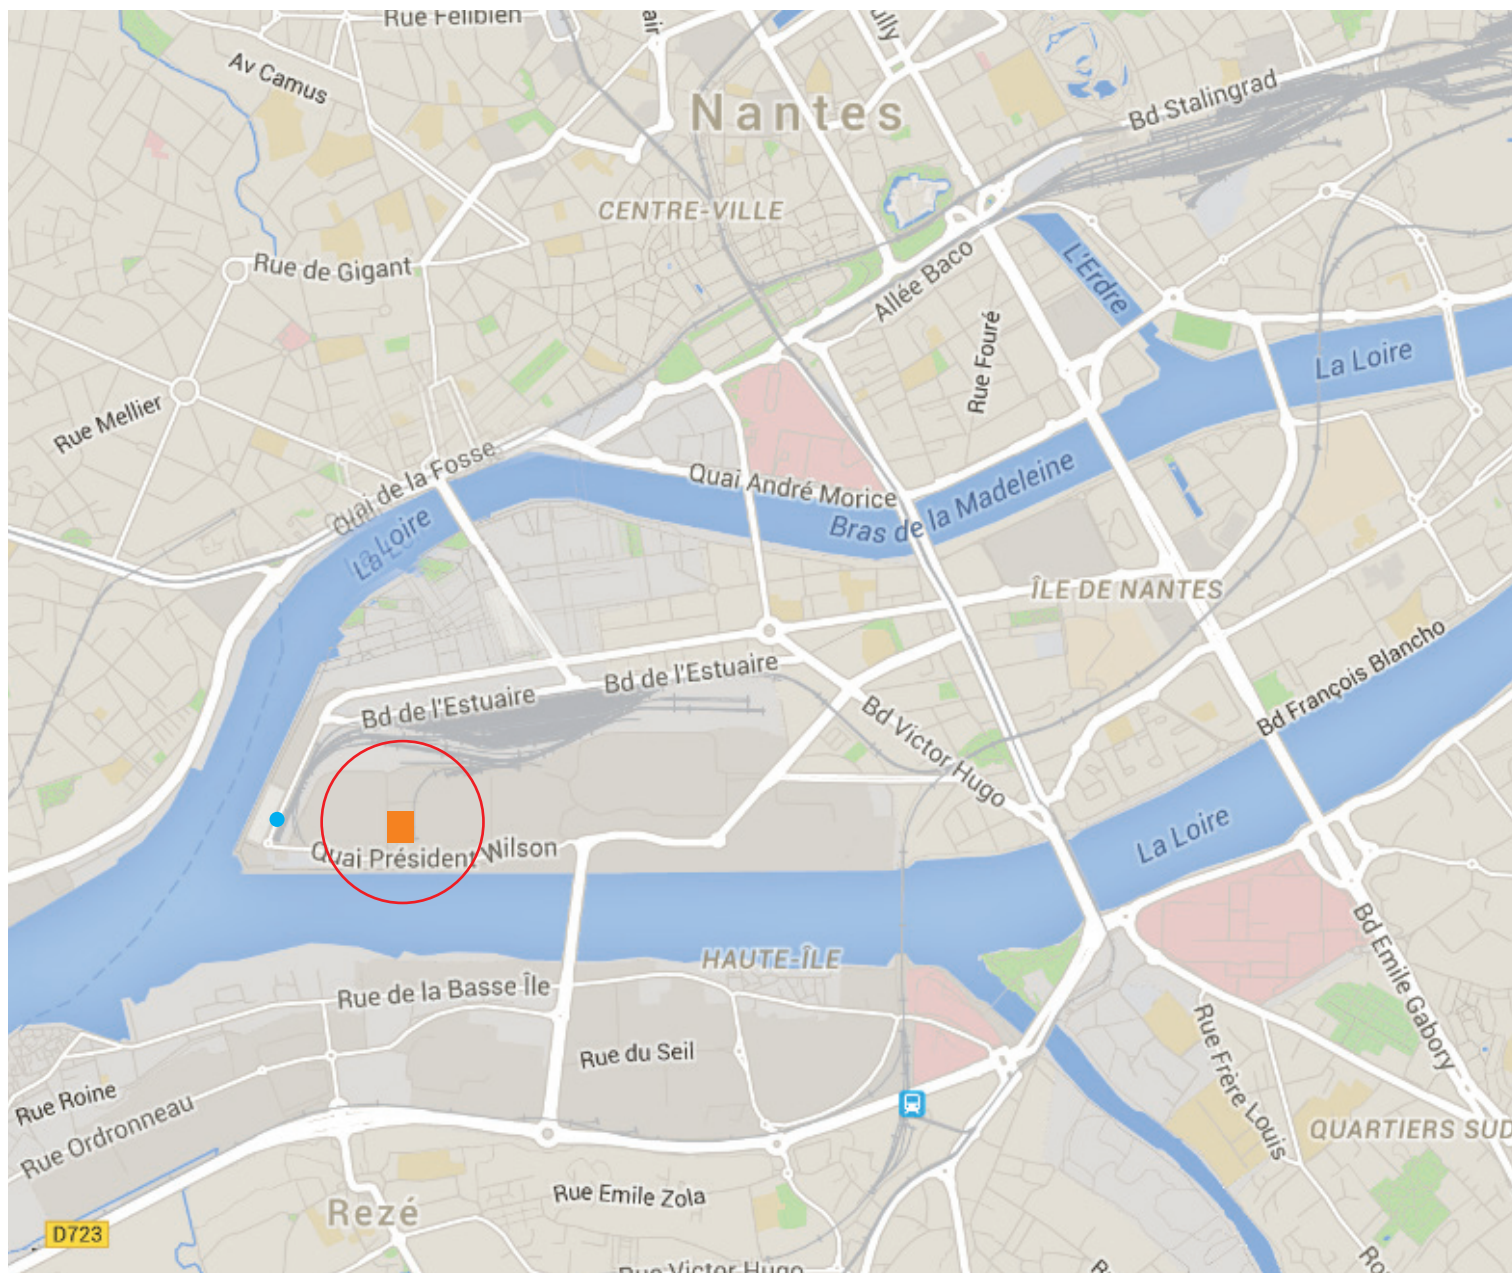 Rue Félibien
Av Camus
Nantes
Bd Stalingrad
CENTRE-VILLE
Rue de Gigant
Allée Baco
L'Erdre
Rue Fouré
La Loire
Rue Mellier
Quai de la Fosse
La Loire
Quai André Morice
Bras de la Madeleine
ÎLE DE NANTES
Bd François Blancho
Bd de l'Estuaire
Bd de l'Estuaire
Bd Victor Hugo
La Loire
Quai Président Wilson
HAUTE-ÎLE
Bd Emile Gabory
Rue de la Basse Île
Rue du Seil
Rue Frère Louis
Rue Roine
Rue Ordronneau
QUARTIERS SUD
Rue Emile Zola
Rezé
D723
Rue Victor Hugo